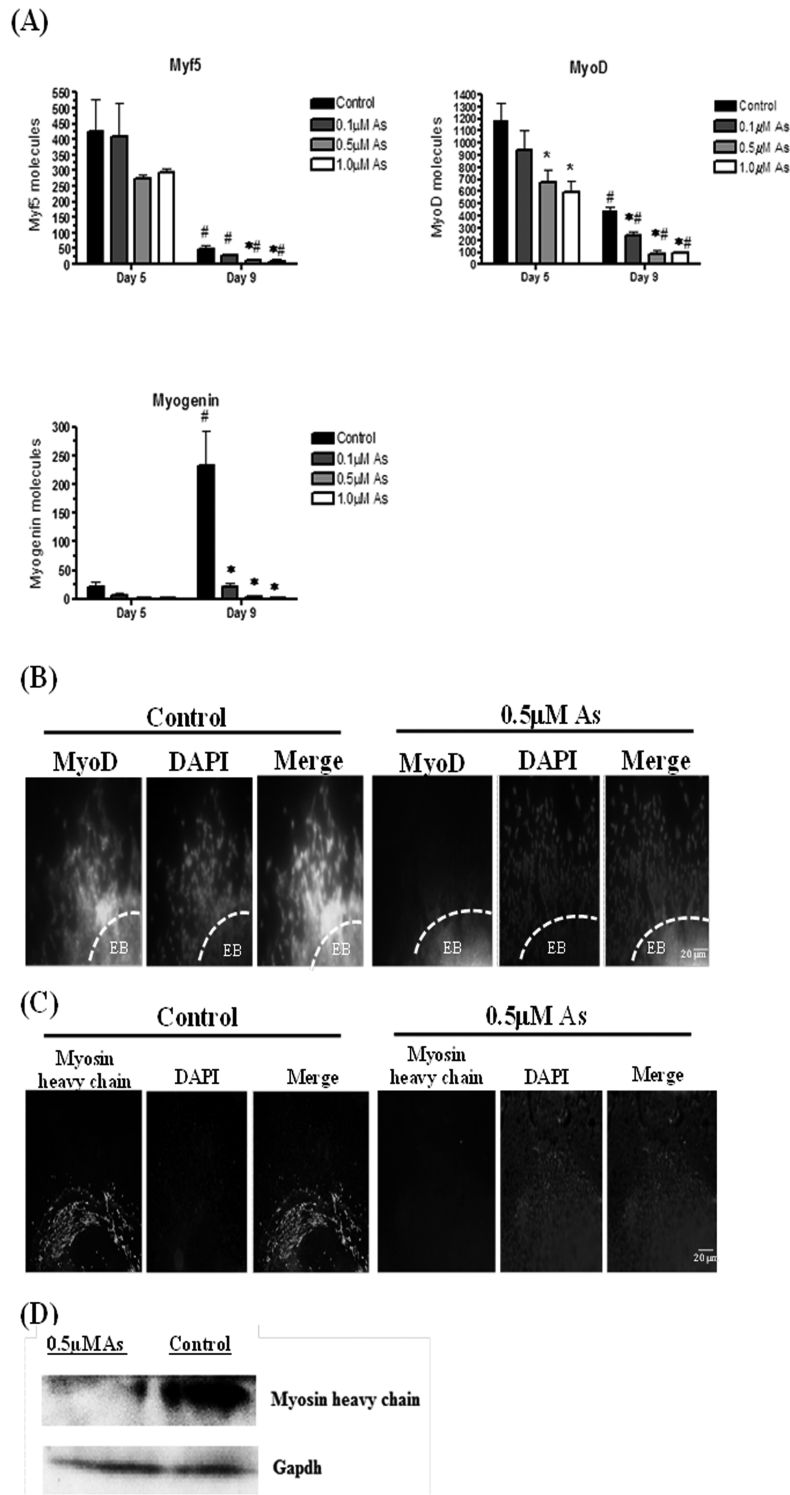 (A)
Myf5
Myf5 molecules
550
500
450
400
350
300
250
200
150
100
50
0
# # *# *#
Day 5 Day 9
Control
0.1µM As
0.5µM As
1.0µM As
MyoD
MyoD molecules
1400
1300
1200
1100
1000
900
800
700
600
500
400
300
200
100
0
* * # *# *# *#
Day 5 Day 9
Control
0.1µM As
0.5µM As
1.0µM As
Myogenin
Myogenin molecules
300
250
200
150
100
50
0
# * * *
Day 5 Day 9
Control
0.1µM As
0.5µM As
1.0µM As
(B)
Control 0.5µM As
MyoD DAPI Merge MyoD DAPI Merge
EB EB EB EB EB EB
20 µm
(C)
Control 0.5µM As
Myosin heavy chain DAPI Merge Myosin heavy chain DAPI Merge
20 µm
(D)
0.5µM As Control
Myosin heavy chain
Gapdh